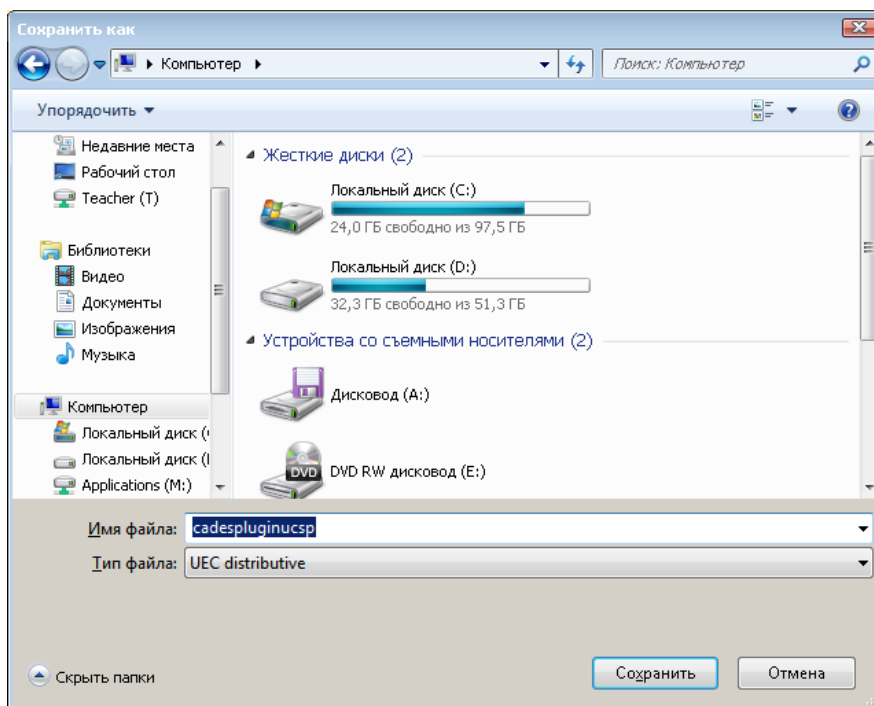 Сохранить как
Компьютер
Поиск: Компьютер
Упорядочить
Недавние места
Рабочий стол
Teacher (T)
Библиотеки
Видео
Документы
Изображения
Музыка
Компьютер
Локальный диск (
Локальный диск (
Applications (M:)
Жесткие диски (2)
Локальный диск (C:)
24,0 ГБ свободно из 97,5 ГБ
Локальный диск (D:)
32,3 ГБ свободно из 51,3 ГБ
Устройства со съемными носителями (2)
Дисковод (A:)
DVD RW дисковод (E:)
DVD
Имя файла: cadespluginucsp
Тип файла: UEC distributive
Скрыть папки
Сохранить
Отмена